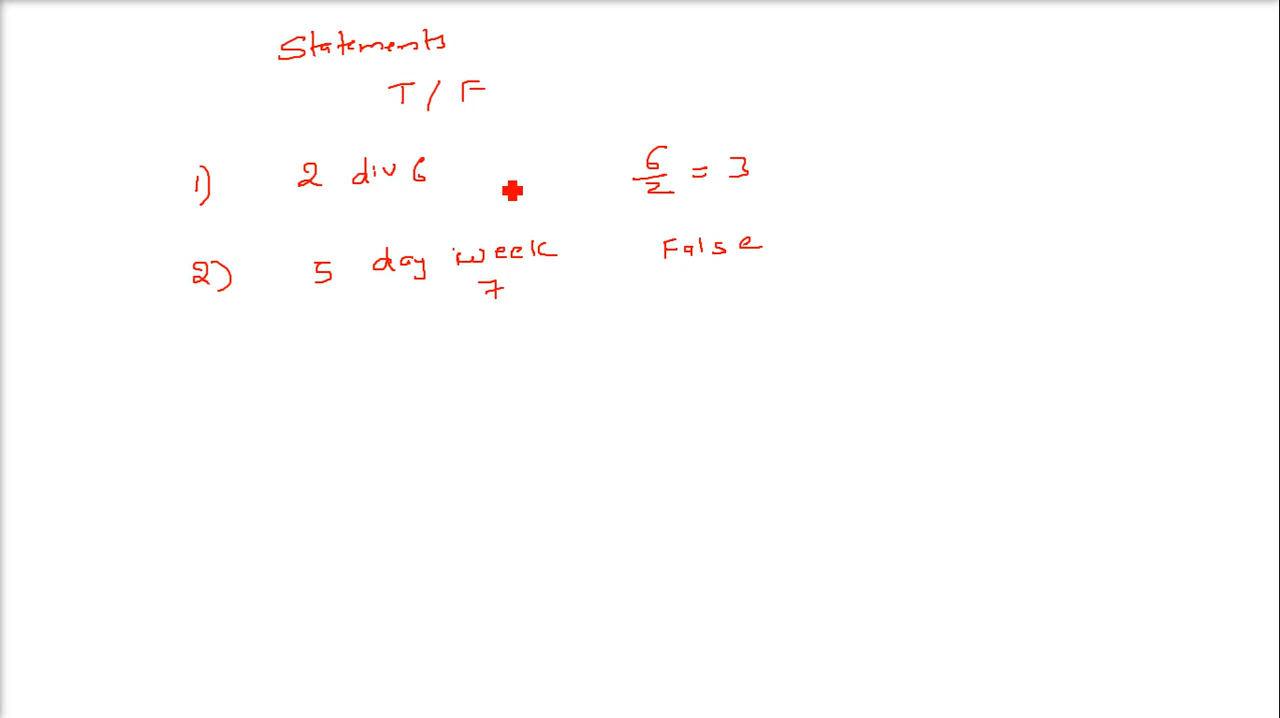 Statements
T / F
1) 2 div 6 6/2 = 3
2) 5 day week False
7